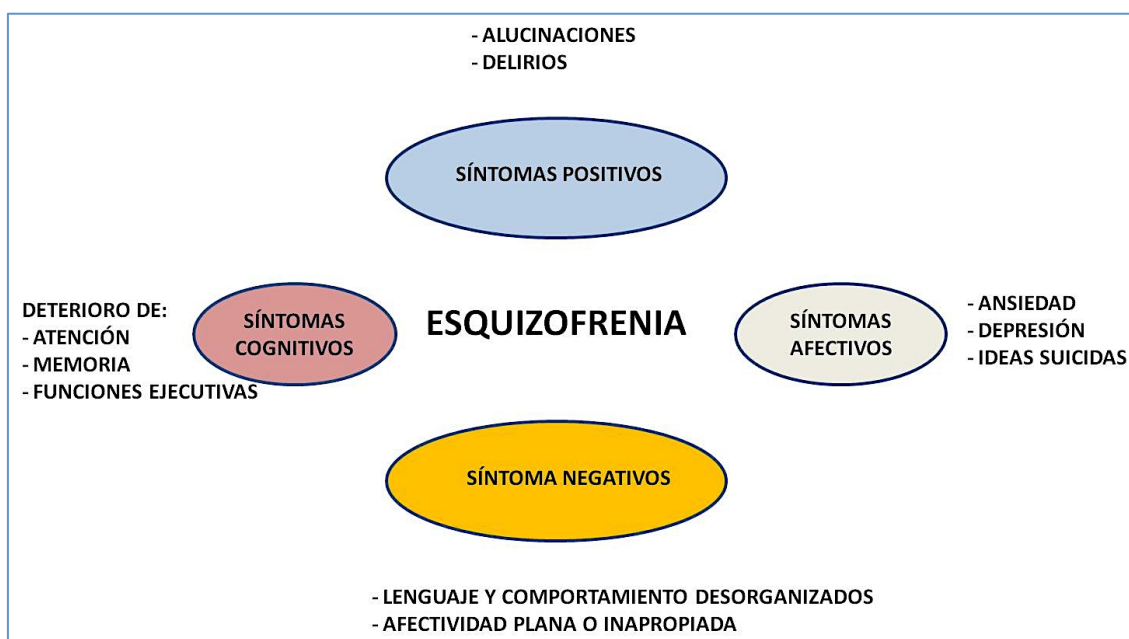 - ALUCINACIONES
- DELIRIOS
SÍNTOMAS POSITIVOS
DETERIORO DE:
- ATENCIÓN
- MEMORIA
- FUNCIONES EJECUTIVAS
SÍNTOMAS
COGNITIVOS
ESQUIZOFRENIA
SÍNTOMAS
AFECTIVOS
- ANSIEDAD
- DEPRESIÓN
- IDEAS SUICIDAS
SÍNTOMA NEGATIVOS
- LENGUAJE Y COMPORTAMIENTO DESORGANIZADOS
- AFECTIVIDAD PLANA O INAPROPIADA